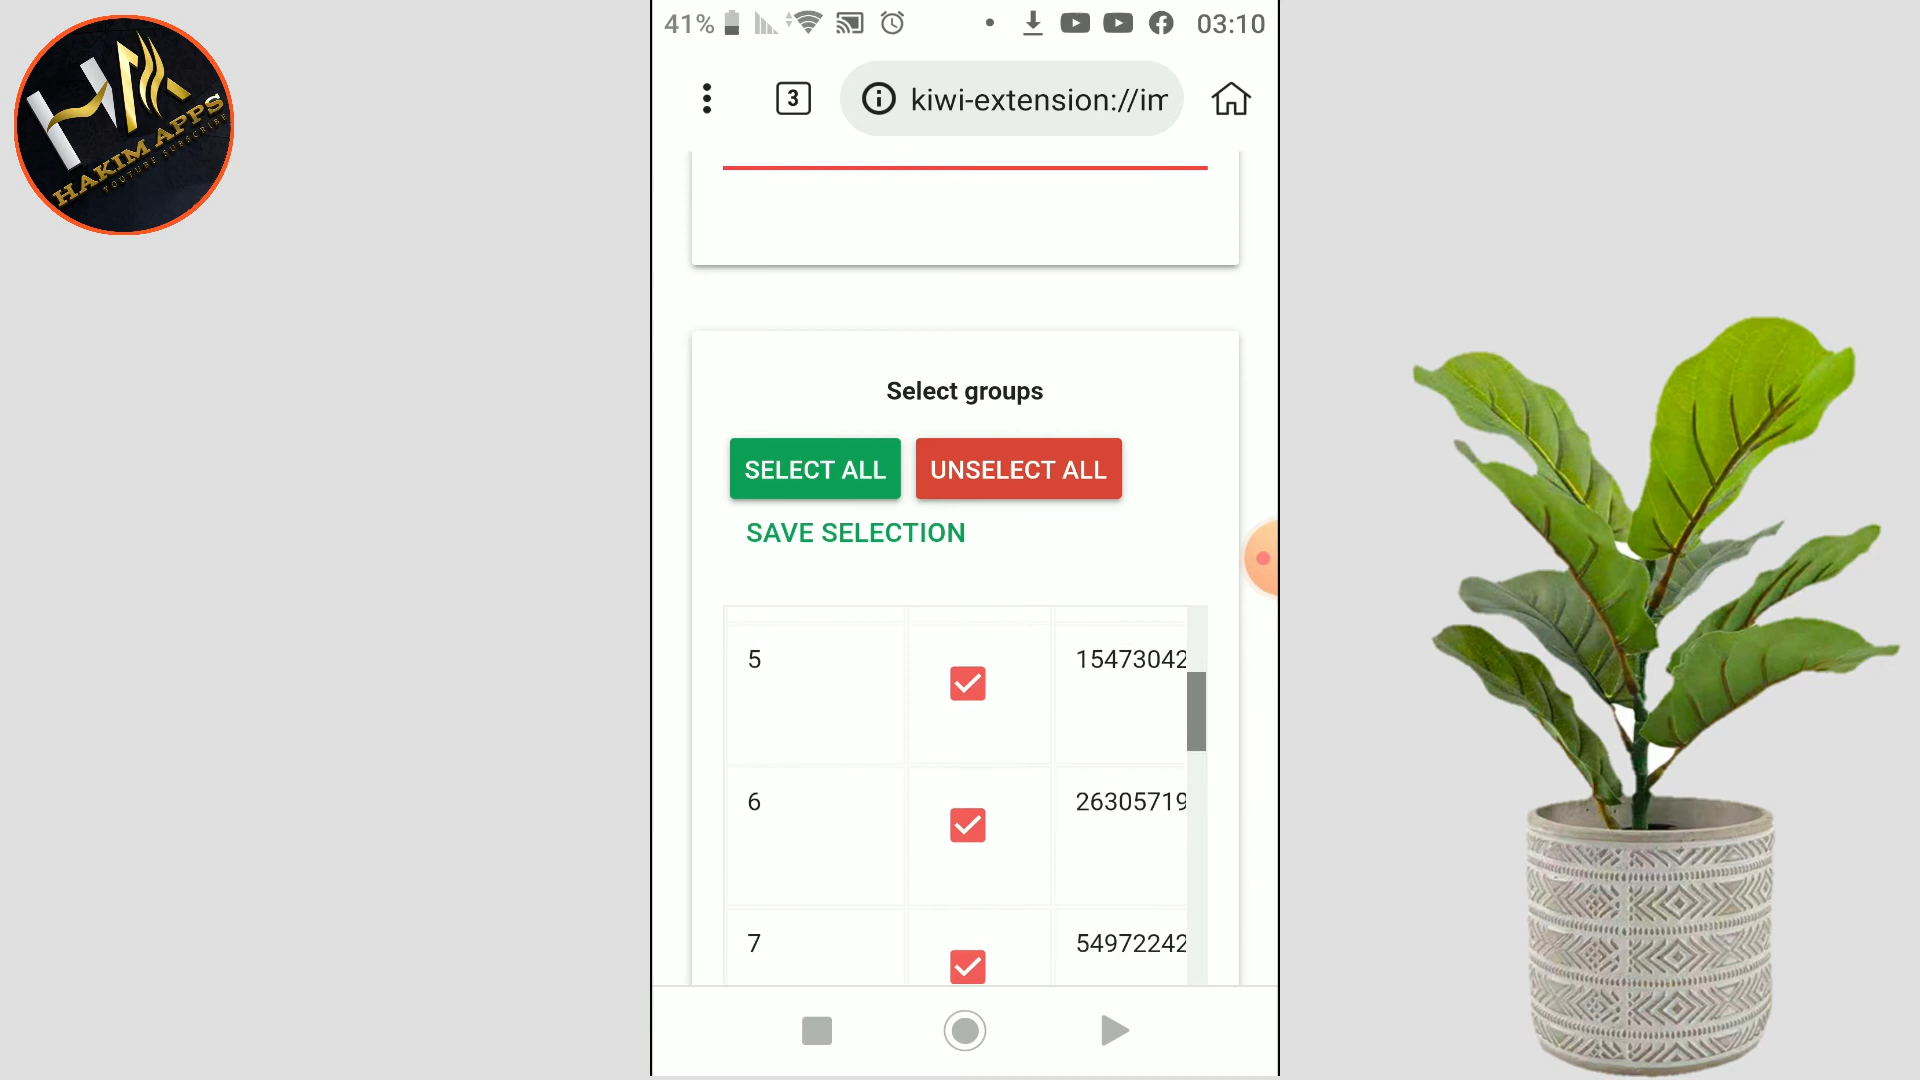 HAKIM APPS
YOUTUBE SUBSCRIBE
41%
03:10
3
kiwi-extension://im
Select groups
SELECT ALL
UNSELECT ALL
SAVE SELECTION
5
15473042
6
26305719
7
54972242